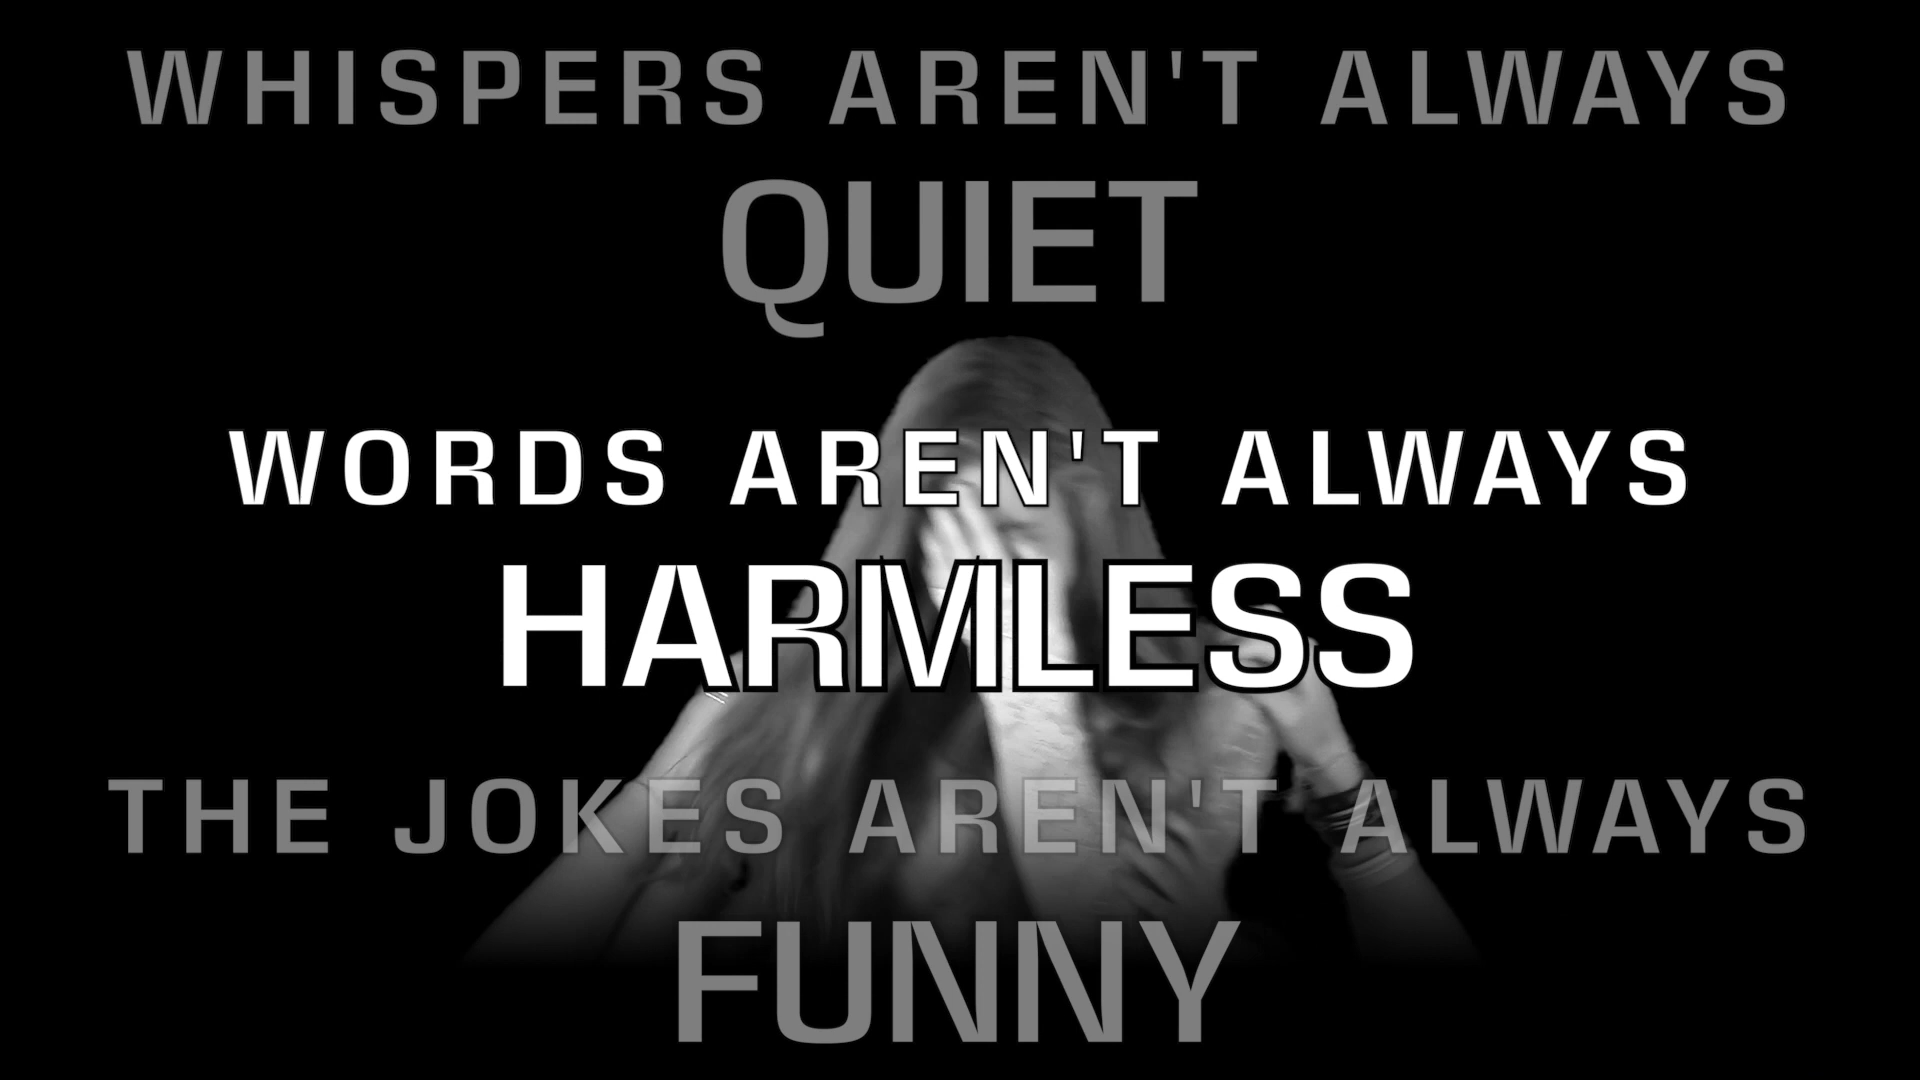 WHISPERS AREN'T ALWAYS
QUIET
WORDS AREN'T ALWAYS
HARMLESS
THE JOKES AREN'T ALWAYS
FUNNY